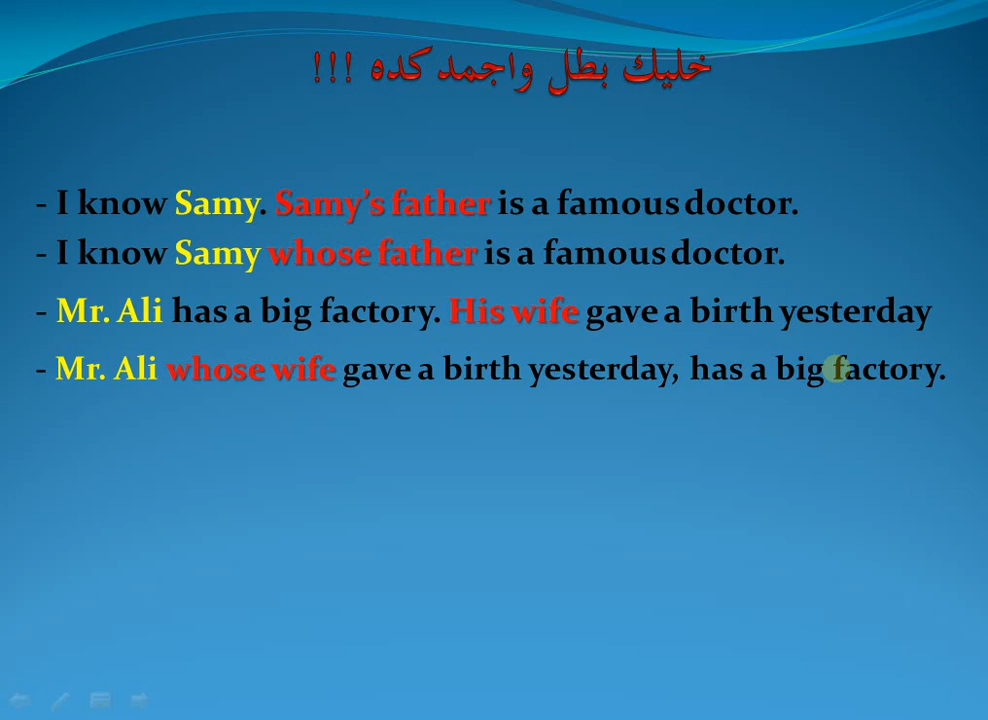 خليك بطل واجمد كده !!!
- I know Samy. Samy's father is a famous doctor.
- I know Samy whose father is a famous doctor.
- Mr. Ali has a big factory. His wife gave a birth yesterday
- Mr. Ali whose wife gave a birth yesterday, has a big factory.